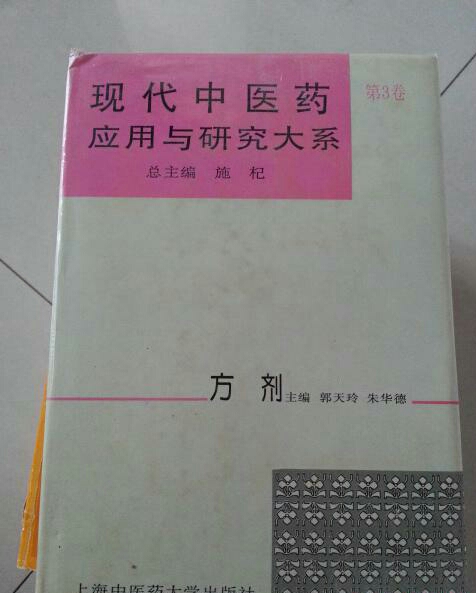 现代中医药
第3卷
应用与研究大系
总主编 施杞
方剂 主编 郭天玲 朱华德
上海中医药大学出版社